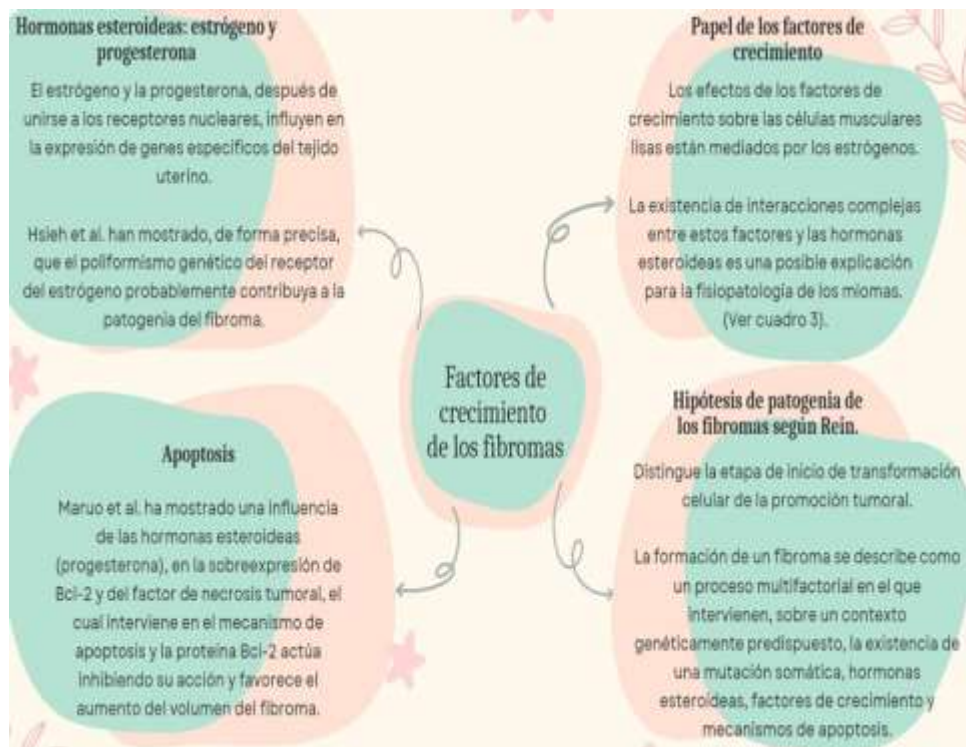 Hormonas esteroideas: estrógeno y
progesterona
El estrógeno y la progesterona, después de
unirse a los receptores nucleares, influyen en
la expresión de genes específicos del tejido
uterino.
Hsieh et al. han mostrado, de forma precisa,
que el poliformismo genético del receptor
del estrógeno probablemente contribuya a la
patogenia del fibroma.
Papel de los factores de
crecimiento
Los efectos de los factores de
crecimiento sobre las células musculares
lisas están mediados por los estrógenos.
La existencia de interacciones complejas
entre estos factores y las hormonas
esteroideas es una posible explicación
para la fisiopatología de los miomas.
(Ver cuadro 3).
Factores de
crecimiento
de los fibromas
Apoptosis
Maruo et al. ha mostrado una influencia
de las hormonas esteroideas
(progesterona), en la sobreexpresión de
Bcl-2 y del factor de necrosis tumoral, el
cual interviene en el mecanismo de
apoptosis y la proteína Bcl-2 actúa
inhibiendo su acción y favorece el
aumento del volumen del fibroma.
Hipótesis de patogenia de
los fibromas según Rein.
Distingue la etapa de inicio de transformación
celular de la promoción tumoral.
La formación de un fibroma se describe como
un proceso multifactorial en el que
intervienen, sobre un contexto
genéticamente predispuesto, la existencia de
una mutación somática, hormonas
esteroideas, factores de crecimiento y
mecanismos de apoptosis.